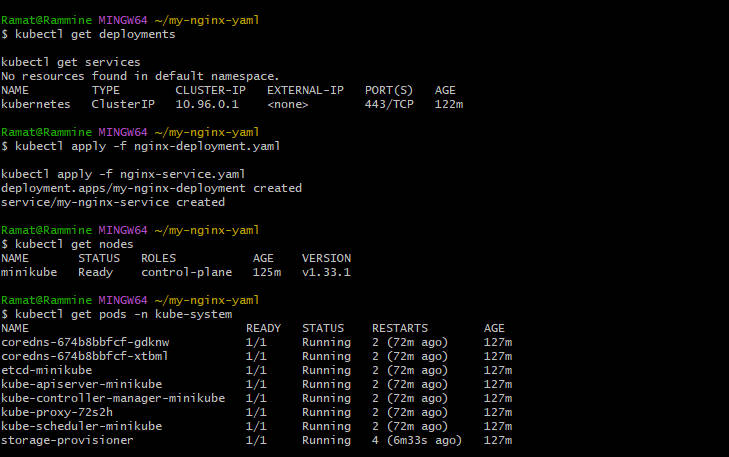 Ramat@Rammine MINGW64 ~/my-nginx-yaml
$ kubectl get deployments
kubectl get services
No resources found in default namespace.
NAME TYPE CLUSTER-IP EXTERNAL-IP PORT(S) AGE
kubernetes ClusterIP 10.96.0.1 <none> 443/TCP 122m
Ramat@Rammine MINGW64 ~/my-nginx-yaml
$ kubectl apply -f nginx-deployment.yaml
kubectl apply -f nginx-service.yaml
deployment.apps/my-nginx-deployment created
service/my-nginx-service created
Ramat@Rammine MINGW64 ~/my-nginx-yaml
$ kubectl get nodes
NAME STATUS ROLES AGE VERSION
minikube Ready control-plane 125m v1.33.1
Ramat@Rammine MINGW64 ~/my-nginx-yaml
$ kubectl get pods -n kube-system
NAME READY STATUS RESTARTS AGE
coredns-674b8bbfcf-gdknw 1/1 Running 2 (72m ago) 127m
coredns-674b8bbfcf-xtbml 1/1 Running 2 (72m ago) 127m
etcd-minikube 1/1 Running 2 (72m ago) 127m
kube-apiserver-minikube 1/1 Running 2 (72m ago) 127m
kube-controller-manager-minikube 1/1 Running 2 (72m ago) 127m
kube-proxy-72s2h 1/1 Running 2 (72m ago) 127m
kube-scheduler-minikube 1/1 Running 2 (72m ago) 127m
storage-provisioner 1/1 Running 4 (6m33s ago) 127m